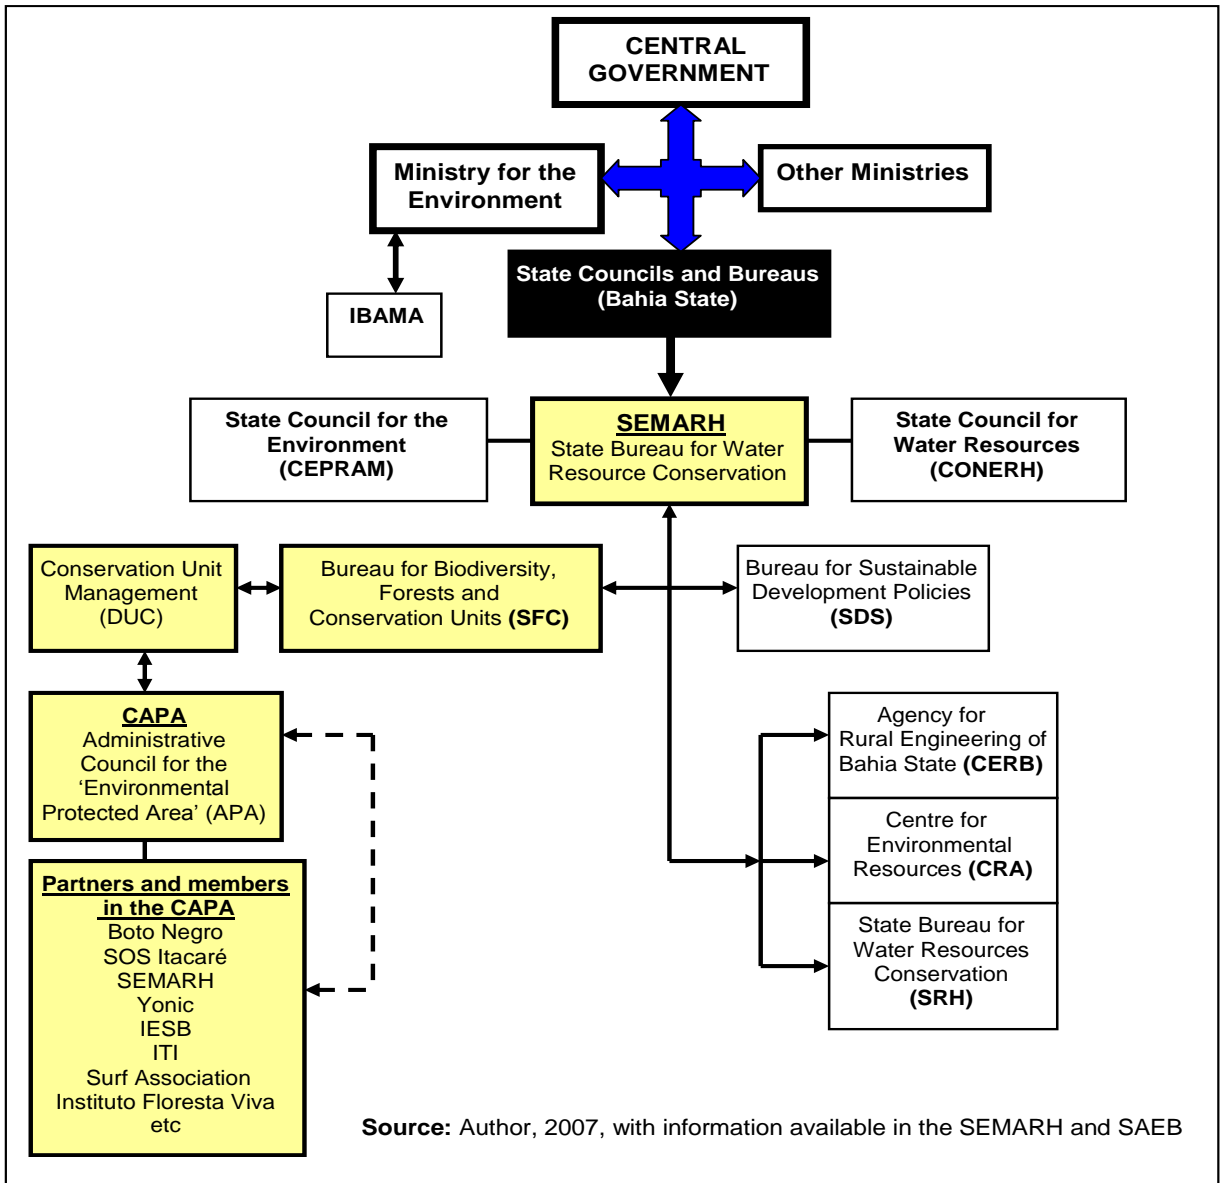 CENTRAL
GOVERNMENT
Ministry for the
Environment
Other Ministries
State Councils and Bureaus
(Bahia State)
IBAMA
State Council for the
Environment
(CEPRAM)
SEMARH
State Bureau for Water
Resource Conservation
State Council for
Water Resources
(CONERH)
Conservation Unit
Management
(DUC)
Bureau for Biodiversity,
Forests and
Conservation Units (SFC)
Bureau for Sustainable
Development Policies
(SDS)
CAPA
Administrative
Council for the
‘Environmental
Protected Area’ (APA)
Agency for
Rural Engineering of
Bahia State (CERB)
Centre for
Environmental
Resources (CRA)
State Bureau for
Water Resources
Conservation
(SRH)
Partners and members
in the CAPA
Boto Negro
SOS Itacaré
SEMARH
Yonic
IESB
ITI
Surf Association
Instituto Floresta Viva
etc
Source: Author, 2007, with information available in the SEMARH and SAEB